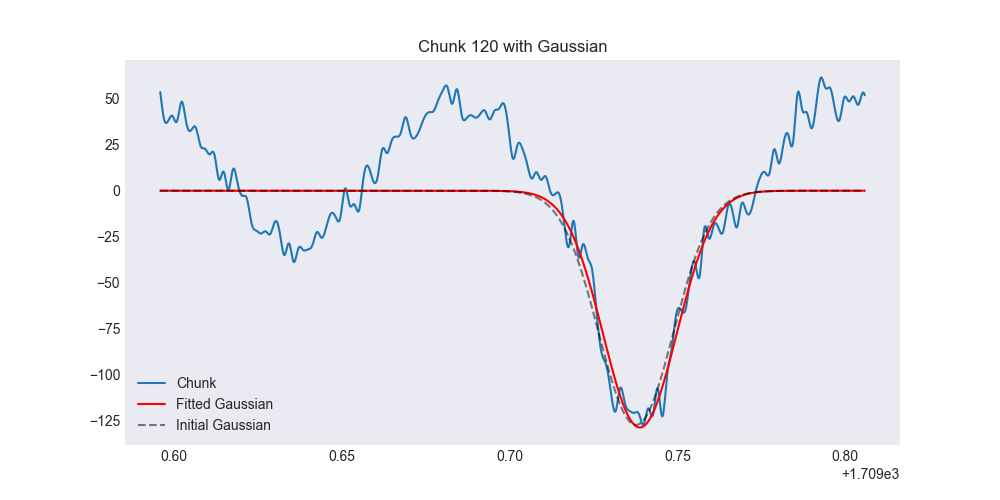 Chunk 120 with Gaussian
50
25
0
−25
−50
−75
−100
−125
Chunk
Fitted Gaussian
Initial Gaussian
0.60 0.65 0.70 0.75 0.80
+1.709e3